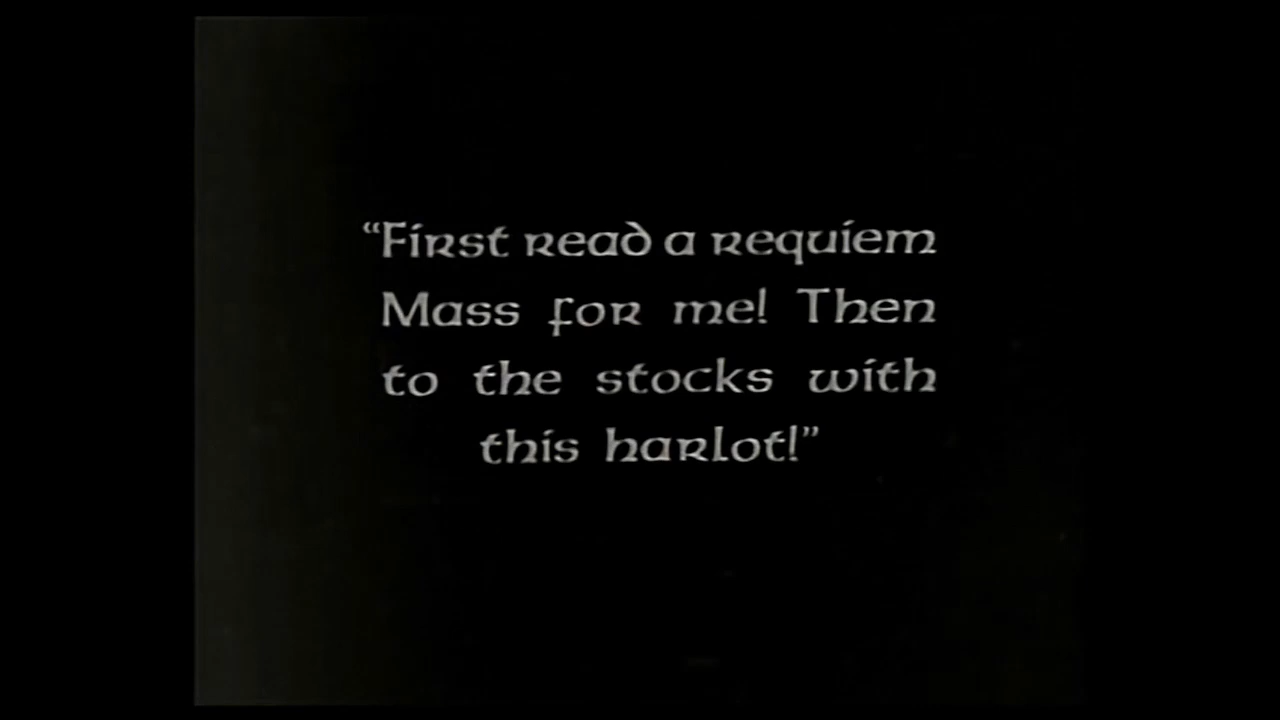 “First read a requiem
Mass for me! Then
to the stocks with
this harlot!”